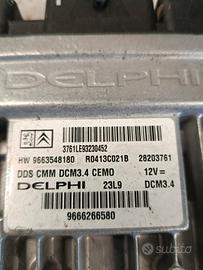 DELPHI
3761LE93230452
HW 9663548180 R0413C021B 28203761
DDS CMM DCM3.4 CEMO 12V=
DELPHI 23L9 DCM3.4
9666266580
subito